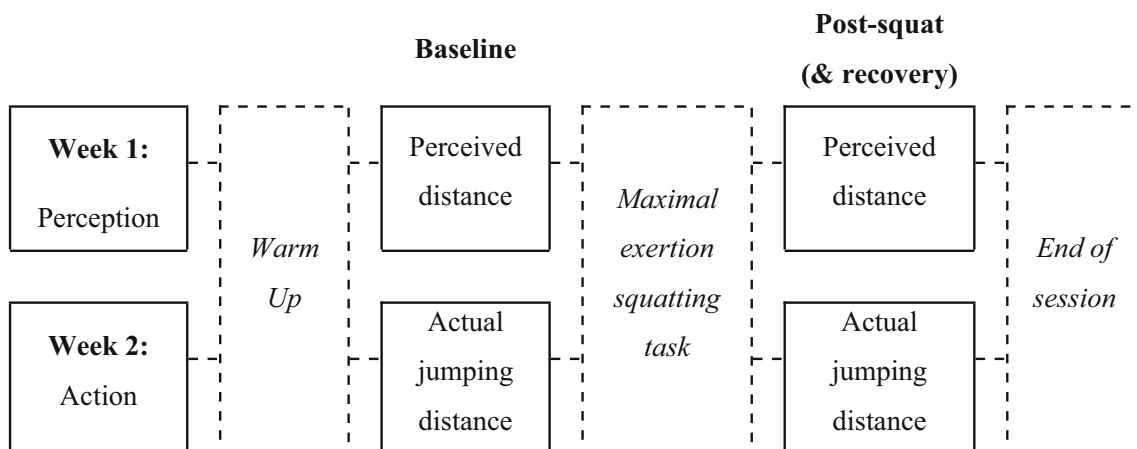 Baseline
Post-squat
(& recovery)
Week 1:
Perception
Warm
Up
Perceived
distance
Maximal
exertion
squatting
task
Perceived
distance
End of
session
Week 2:
Action
Actual
jumping
distance
Actual
jumping
distance